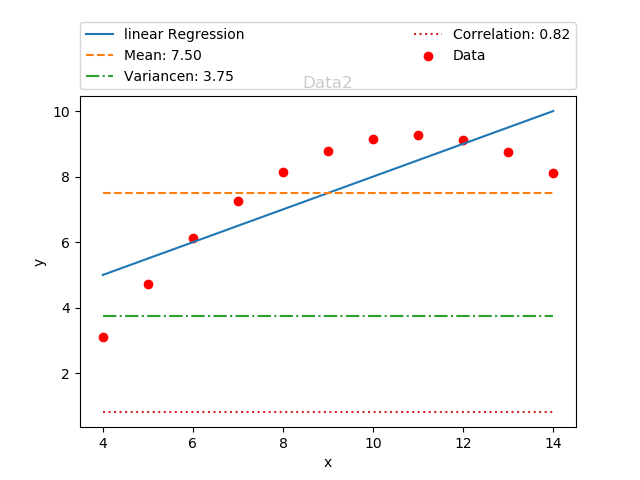 linear Regression
Mean: 7.50
Variancen: 3.75
Correlation: 0.82
Data
Data2
10
8
6
4
2
y
4 6 8 10 12 14
x